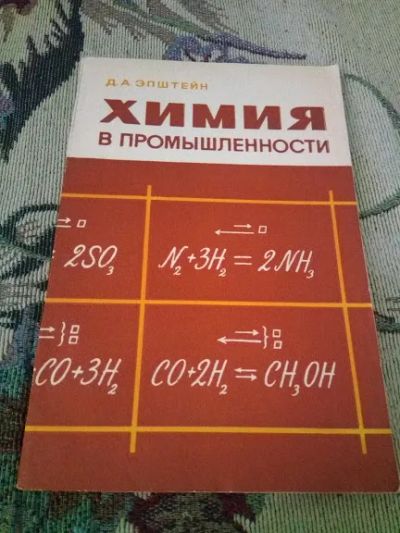 Д.А.ЭПШТЕЙН
ХИМИЯ
В ПРОМЫШЛЕННОСТИ
= 2SO₃
N₂+3H₂=2NH₃
CO+3H₂
CO+2H₂⇆CH₃OH